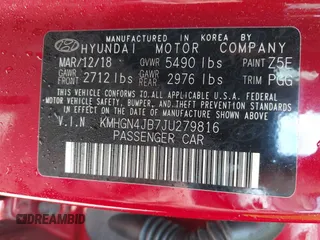 MANUFACTURED IN KOREA BY
HYUNDAI MOTOR COMPANY
MAR/12/18 GVWR 5490 lbs PAINT Z5E
GAWR FRONT 2712 lbs GAWR REAR 2976 lbs TRIM PGG
THIS VEHICLE CONFORMS TO ALL APPLICABLE FEDERAL
MOTOR VEHICLE SAFETY, BUMPER, AND THEFT PREVENTION
STANDARDS IN EFFECT ON THE DATE OF
MANUFACTURE SHOWN ABOVE.
V.I.N KMHGN4JB7JU279816
PASSENGER CAR
DREAMBID